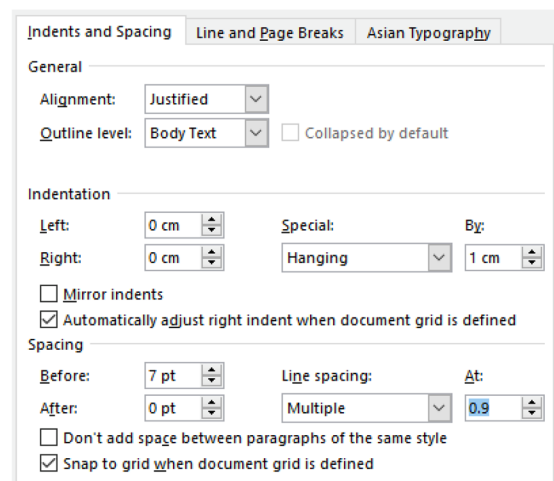 Indents and Spacing Line and Page Breaks Asian Typography
General
Alignment: Justified
Outline level: Body Text Collapsed by default
Indentation
Left: 0 cm Special: By:
Right: 0 cm Hanging 1 cm
Mirror indents
Automatically adjust right indent when document grid is defined
Spacing
Before: 7 pt Line spacing: At:
After: 0 pt Multiple 0.9
Don't add space between paragraphs of the same style
Snap to grid when document grid is defined